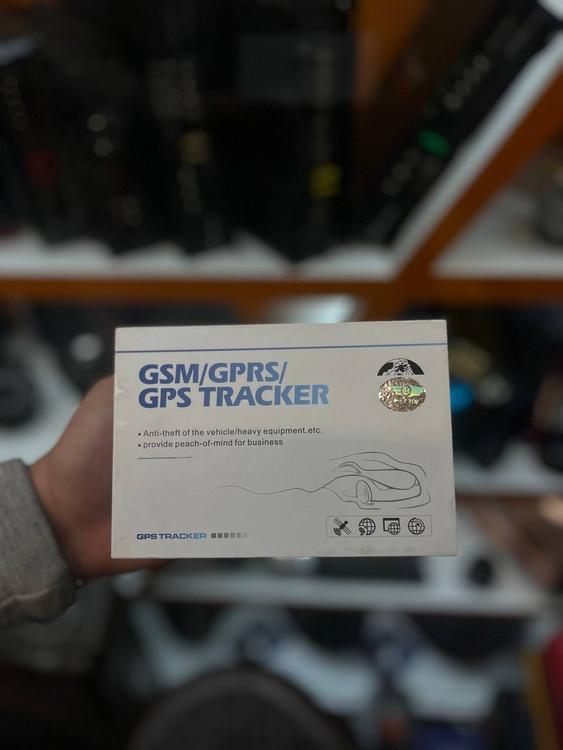 GSM/GPRS/
GPS TRACKER
• Anti-theft of the vehicle/heavy equipment.etc.
• provide peach-of-mind for business
GPS TRACKER